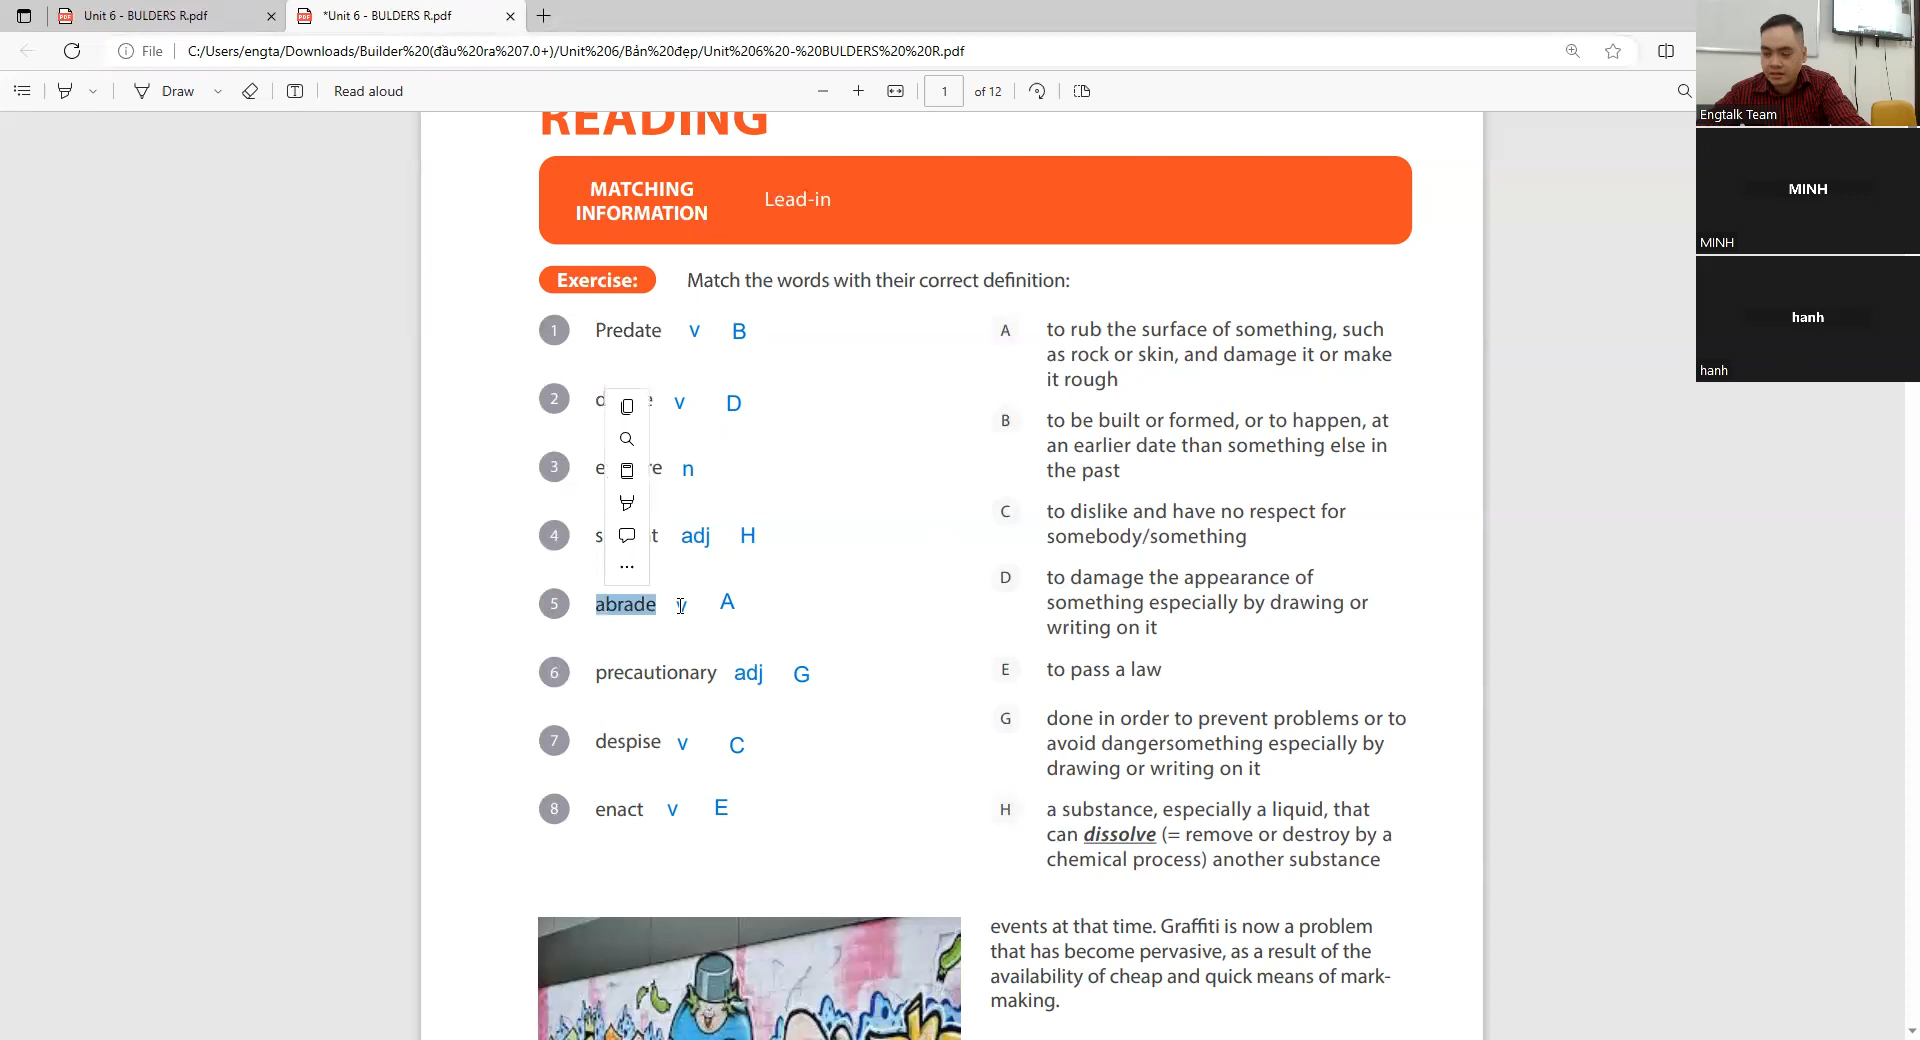 Unit 6 - BULDERS R.pdf
*Unit 6 - BULDERS R.pdf
File
C:/Users/engta/Downloads/Builder%20(đầu%20ra%207.0+)/Unit%206/Bản%20đẹp/Unit%206%20-%20BULDERS%20%20R.pdf
Draw
Read aloud
1
of 12
Engtalk Team
MINH
MINH
hanh
hanh
READING
MATCHING
INFORMATION
Lead-in
Exercise:
Match the words with their correct definition:
1 Predate v B
2 v D
3 n
4 adj H
5 abrade v A
6 precautionary adj G
7 despise v C
8 enact v E
A to rub the surface of something, such
as rock or skin, and damage it or make
it rough
B to be built or formed, or to happen, at
an earlier date than something else in
the past
C to dislike and have no respect for
somebody/something
D to damage the appearance of
something especially by drawing or
writing on it
E to pass a law
G done in order to prevent problems or to
avoid dangersomething especially by
drawing or writing on it
H a substance, especially a liquid, that
can dissolve (= remove or destroy by a
chemical process) another substance
events at that time. Graffiti is now a problem
that has become pervasive, as a result of the
availability of cheap and quick means of mark-
making.